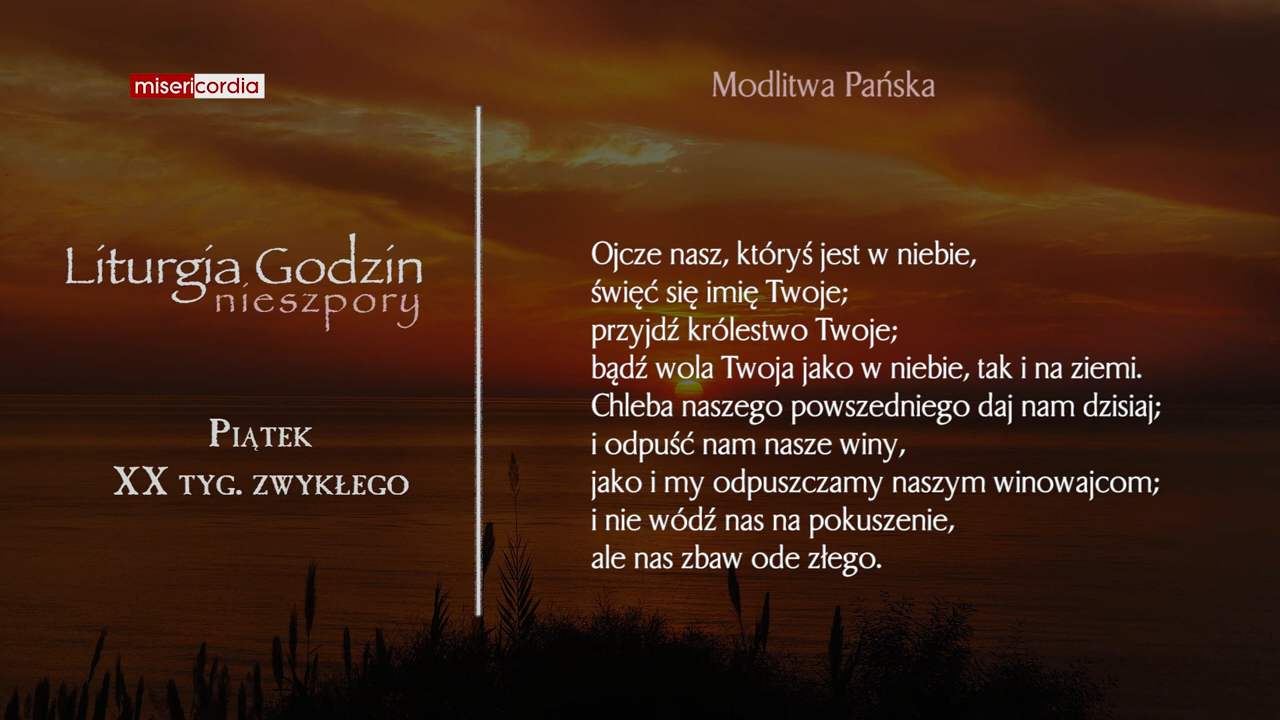 misericordia
Liturgia Godzin
nieszpory
Piątek
XX tyg. zwykłego
Modlitwa Pańska
Ojcze nasz, któryś jest w niebie,
święć się imię Twoje;
przyjdź królestwo Twoje;
bądź wola Twoja jako w niebie, tak i na ziemi.
Chleba naszego powszedniego daj nam dzisiaj;
i odpuść nam nasze winy,
jako i my odpuszczamy naszym winowajcom;
i nie wódź nas na pokuszenie,
ale nas zbaw ode złego.